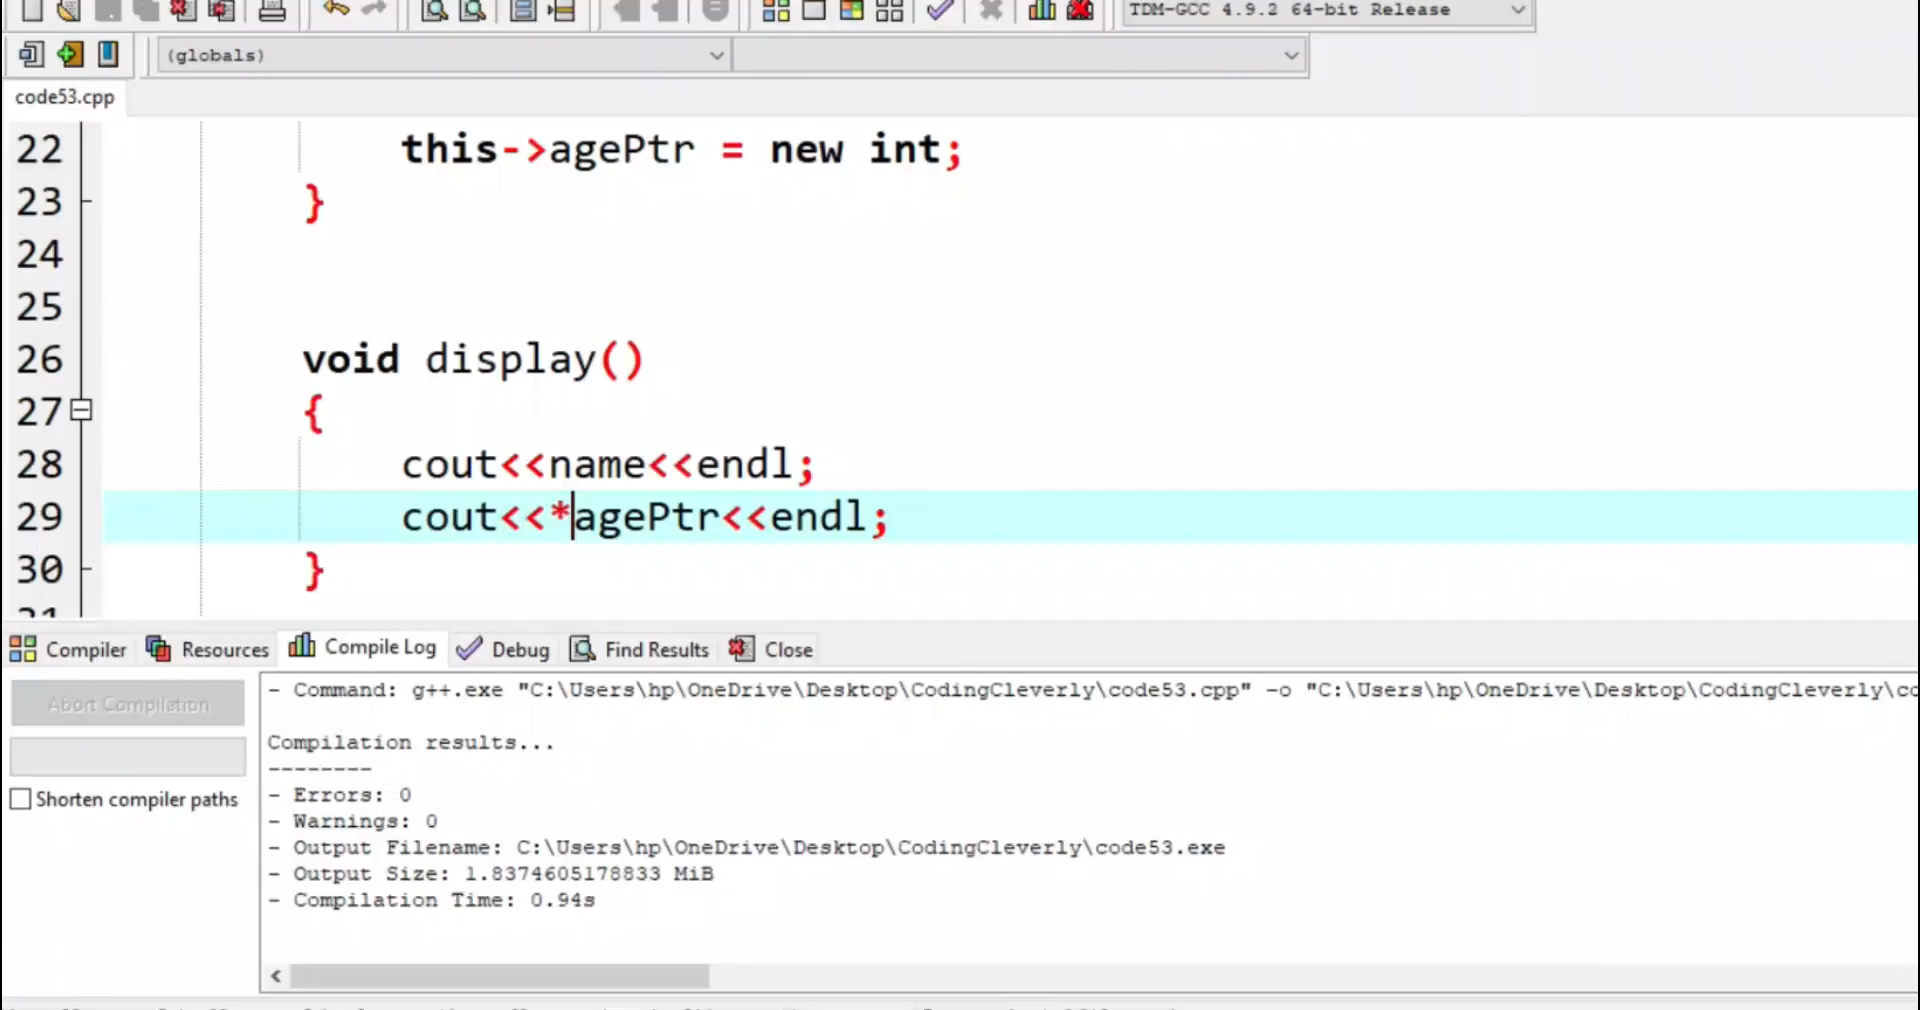 TDM-GCC 4.9.2 64-bit Release
(globals)
code53.cpp
22 this->agePtr = new int;
23 }
24
25
26 void display()
27 {
28 cout<<name<<endl;
29 cout<<*agePtr<<endl;
30 }
31
Compiler Resources Compile Log Debug Find Results Close
Abort Compilation
Shorten compiler paths
- Command: g++.exe "C:\Users\hp\OneDrive\Desktop\CodingCleverly\code53.cpp" -o "C:\Users\hp\OneDrive\Desktop\CodingCleverly\co
Compilation results...
--------
- Errors: 0
- Warnings: 0
- Output Filename: C:\Users\hp\OneDrive\Desktop\CodingCleverly\code53.exe
- Output Size: 1.8374605178833 MiB
- Compilation Time: 0.94s